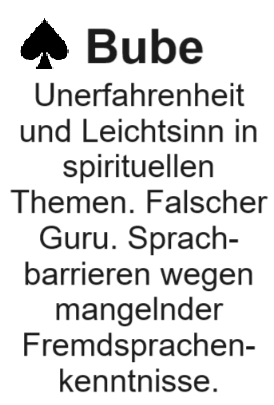 Bube
Unerfahrenheit
und Leichtsinn in
spirituellen
Themen. Falscher
Guru. Sprach-
barrieren wegen
mangelnder
Fremdsprachen-
kenntnisse.